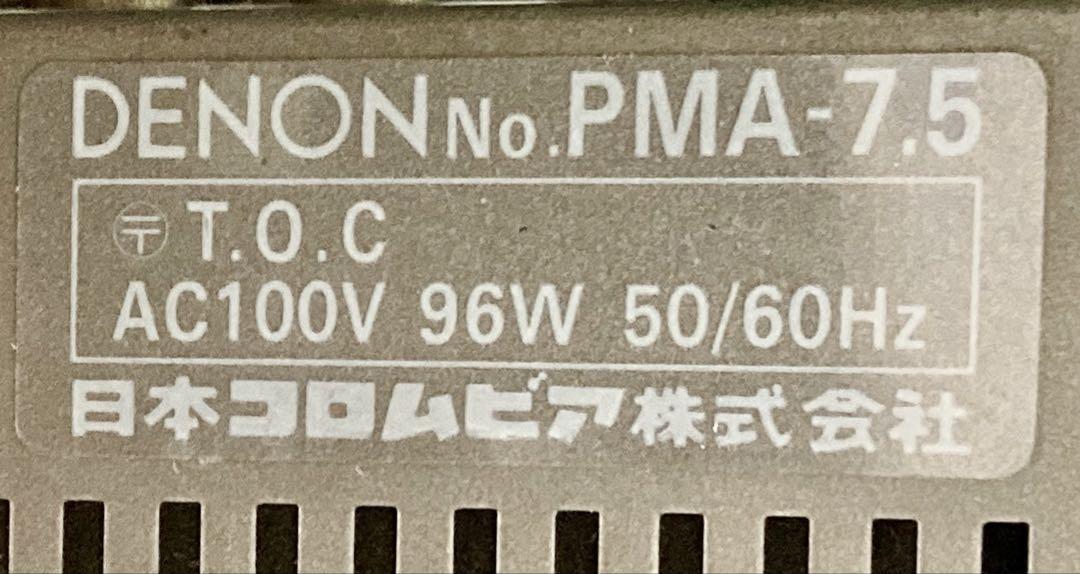 DENON No. PMA-7.5
〶 T.O.C
AC100V 96W 50/60Hz
日本コロムビア株式会社